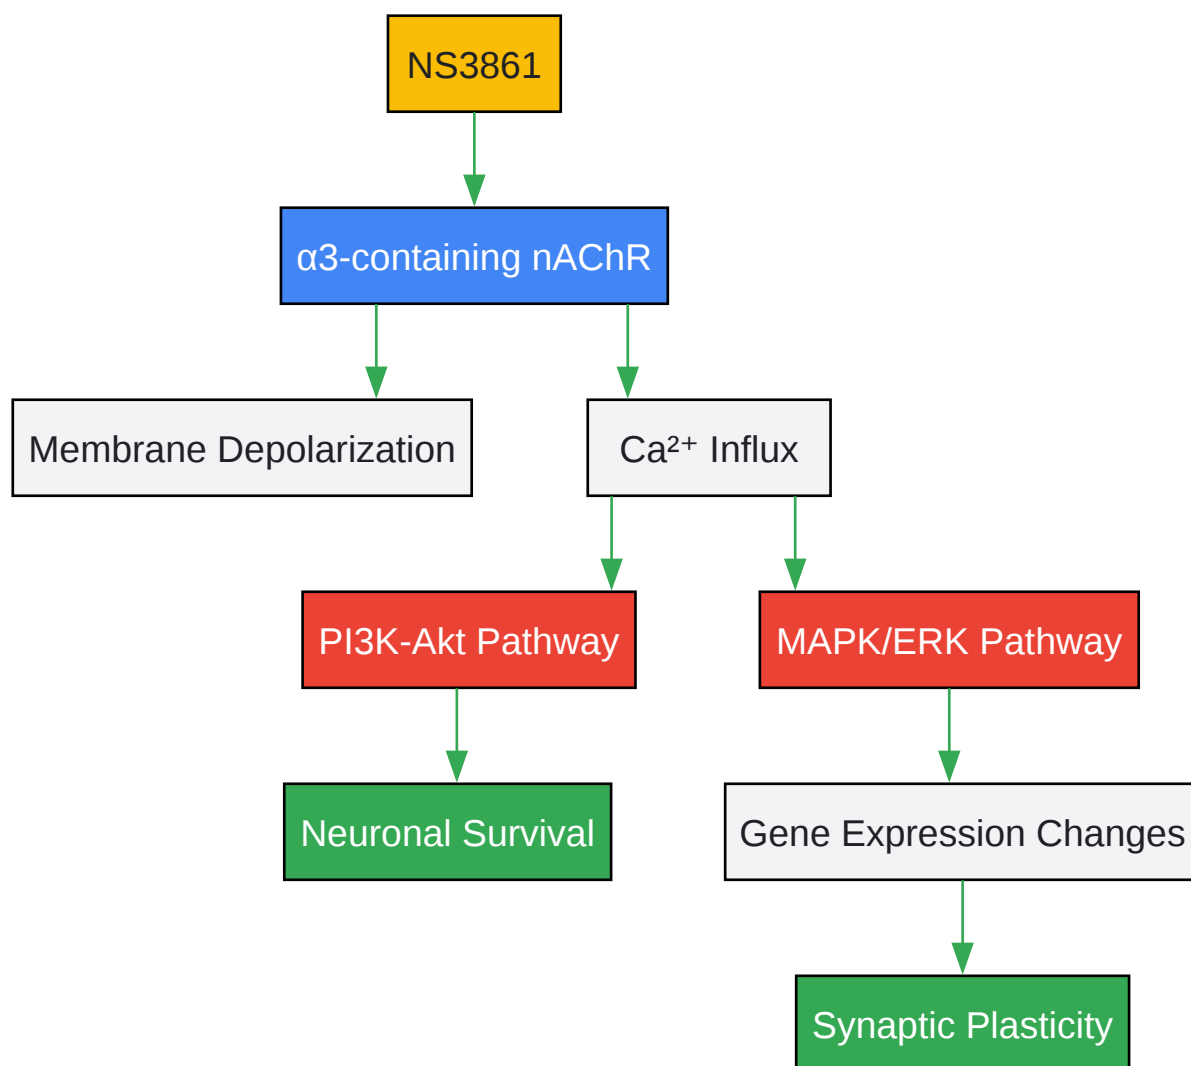 NS3861
α3-containing nAChR
Membrane Depolarization
Ca²⁺ Influx
PI3K-Akt Pathway
MAPK/ERK Pathway
Neuronal Survival
Gene Expression Changes
Synaptic Plasticity